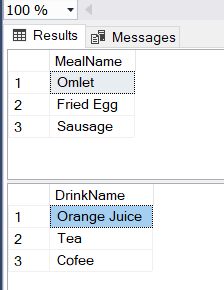 100 %
Results Messages
MealName
1 Omlet
2 Fried Egg
3 Sausage
DrinkName
1 Orange Juice
2 Tea
3 Cofee